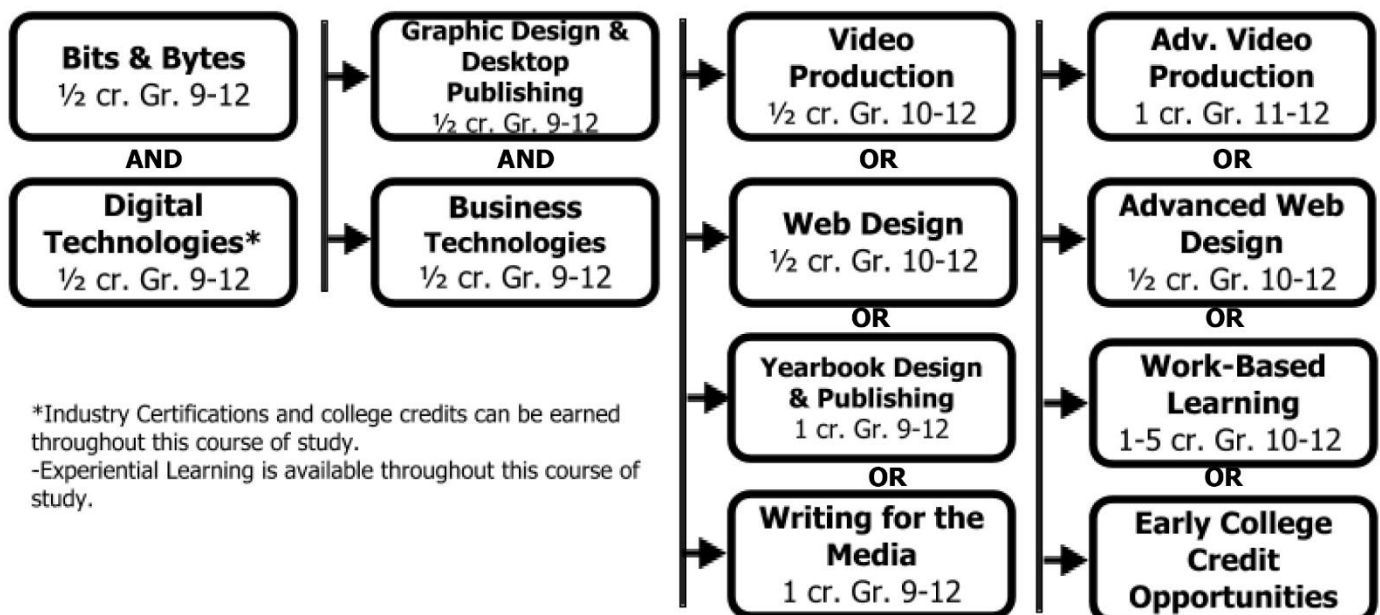 Bits & Bytes
½ cr. Gr. 9-12
AND
Digital
Technologies*
½ cr. Gr. 9-12
Graphic Design &
Desktop
Publishing
½ cr. Gr. 9-12
AND
Business
Technologies
½ cr. Gr. 9-12
Video
Production
½ cr. Gr. 10-12
OR
Web Design
½ cr. Gr. 10-12
OR
Yearbook Design
& Publishing
1 cr. Gr. 9-12
OR
Writing for the
Media
1 cr. Gr. 9-12
Adv. Video
Production
1 cr. Gr. 11-12
OR
Advanced Web
Design
½ cr. Gr. 10-12
OR
Work-Based
Learning
1-5 cr. Gr. 10-12
OR
Early College
Credit
Opportunities
*Industry Certifications and college credits can be earned
throughout this course of study.
-Experiential Learning is available throughout this course of
study.